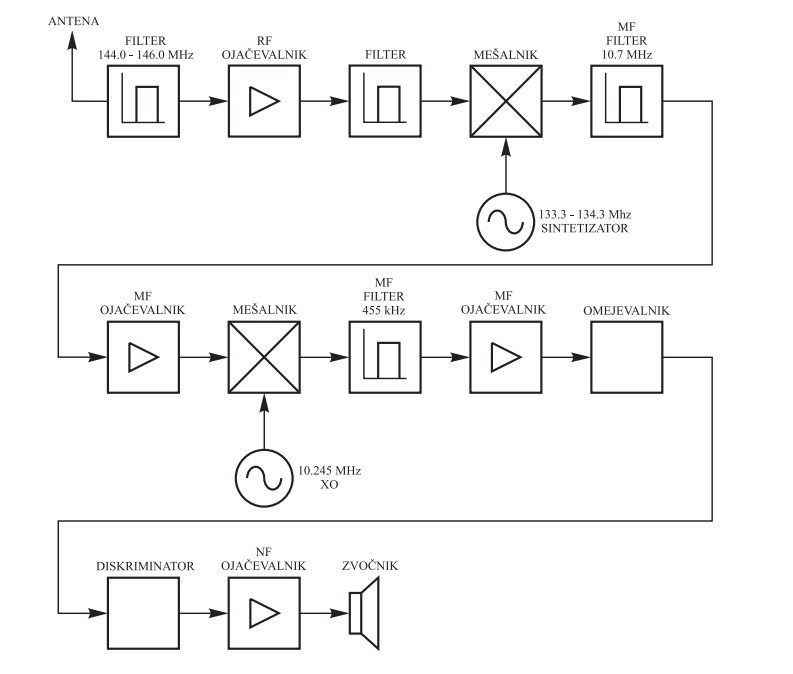 ANTENA
FILTER
144.0 - 146.0 MHz
RF
OJAČEVALNIK
FILTER
MEŠALNIK
MF
FILTER
10.7 MHz
133.3 - 134.3 Mhz
SINTETIZATOR
MF
OJAČEVALNIK
MEŠALNIK
MF
FILTER
455 kHz
MF
OJAČEVALNIK
OMEJEVALNIK
10.245 MHz
XO
DISKRIMINATOR
NF
OJAČEVALNIK
ZVOČNIK